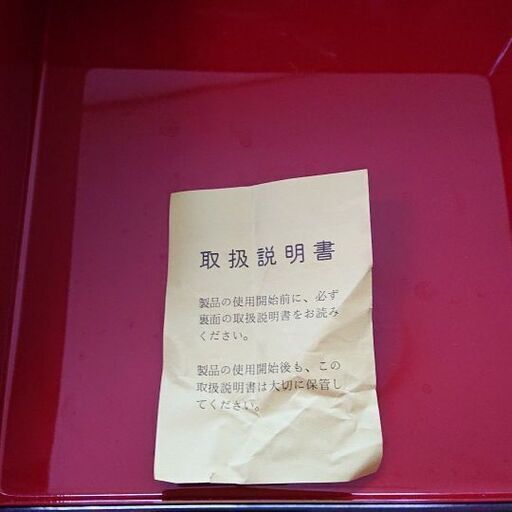 取扱説明書
製品の使用開始前に、必ず
裏面の取扱説明書をお読み
ください。
製品の使用開始後も、この
取扱説明書は大切に保管し
てください。